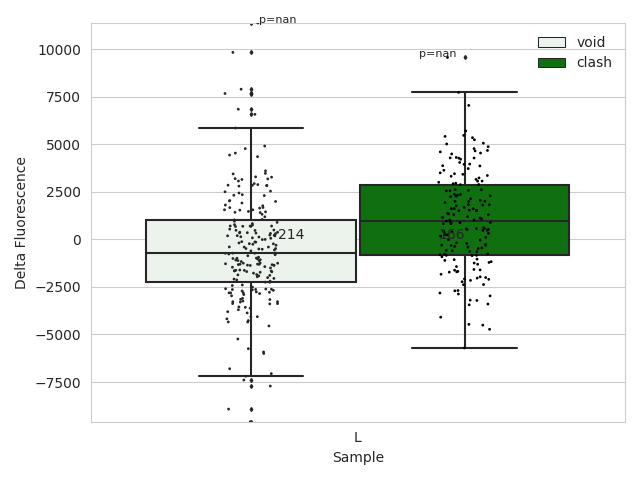 p=nan
p=nan
void
clash
10000
7500
5000
2500
0
−2500
−5000
−7500
Delta Fluorescence
214
L
Sample